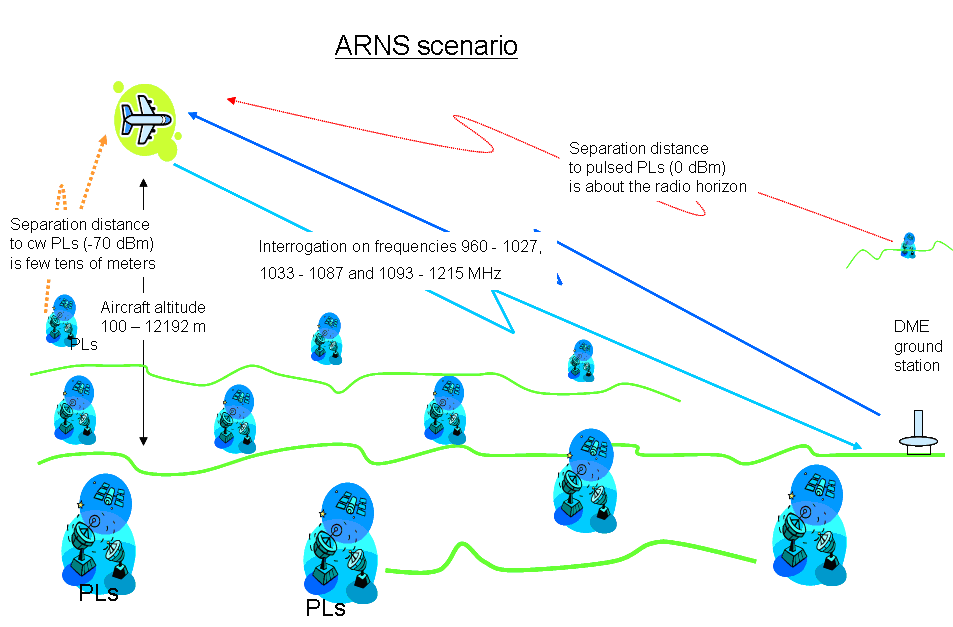 ARNS scenario
Separation distance
to pulsed PLs (0 dBm)
is about the radio horizon
Separation distance
to cw PLs (-70 dBm)
is few tens of meters
Interrogation on frequencies 960 - 1027,
1033 - 1087 and 1093 - 1215 MHz
Aircraft altitude
100 – 12192 m
PLs
DME
ground
station
PLs
PLs